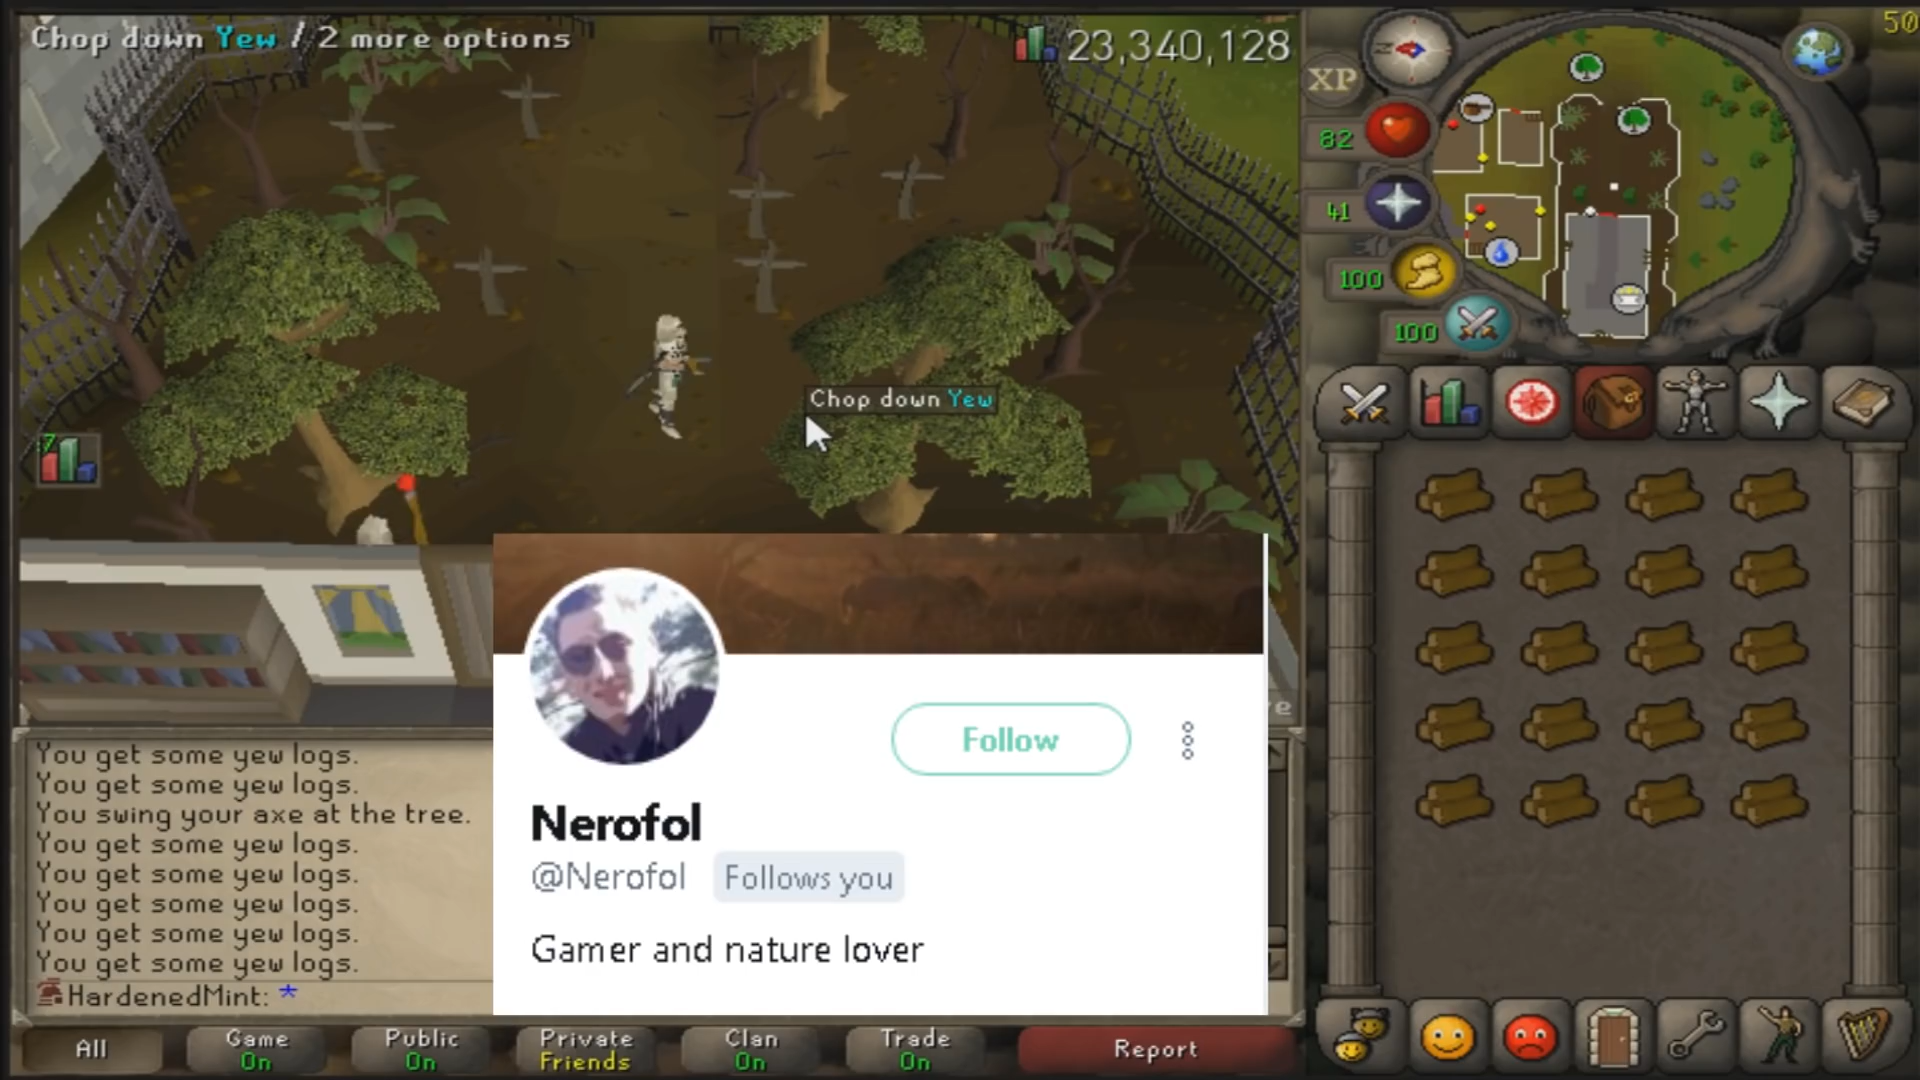 Chop down Yew / 2 more options
23,340,128
50
XP
82
41
100
100
Chop down Yew
7
You get some yew logs.
You get some yew logs.
You swing your axe at the tree.
You get some yew logs.
You get some yew logs.
You get some yew logs.
You get some yew logs.
You get some yew logs.
HardenedMint: *
Follow
Nerofol
@Nerofol Follows you
Gamer and nature lover
All
Game
On
Public
On
Private
Friends
Clan
On
Trade
On
Report